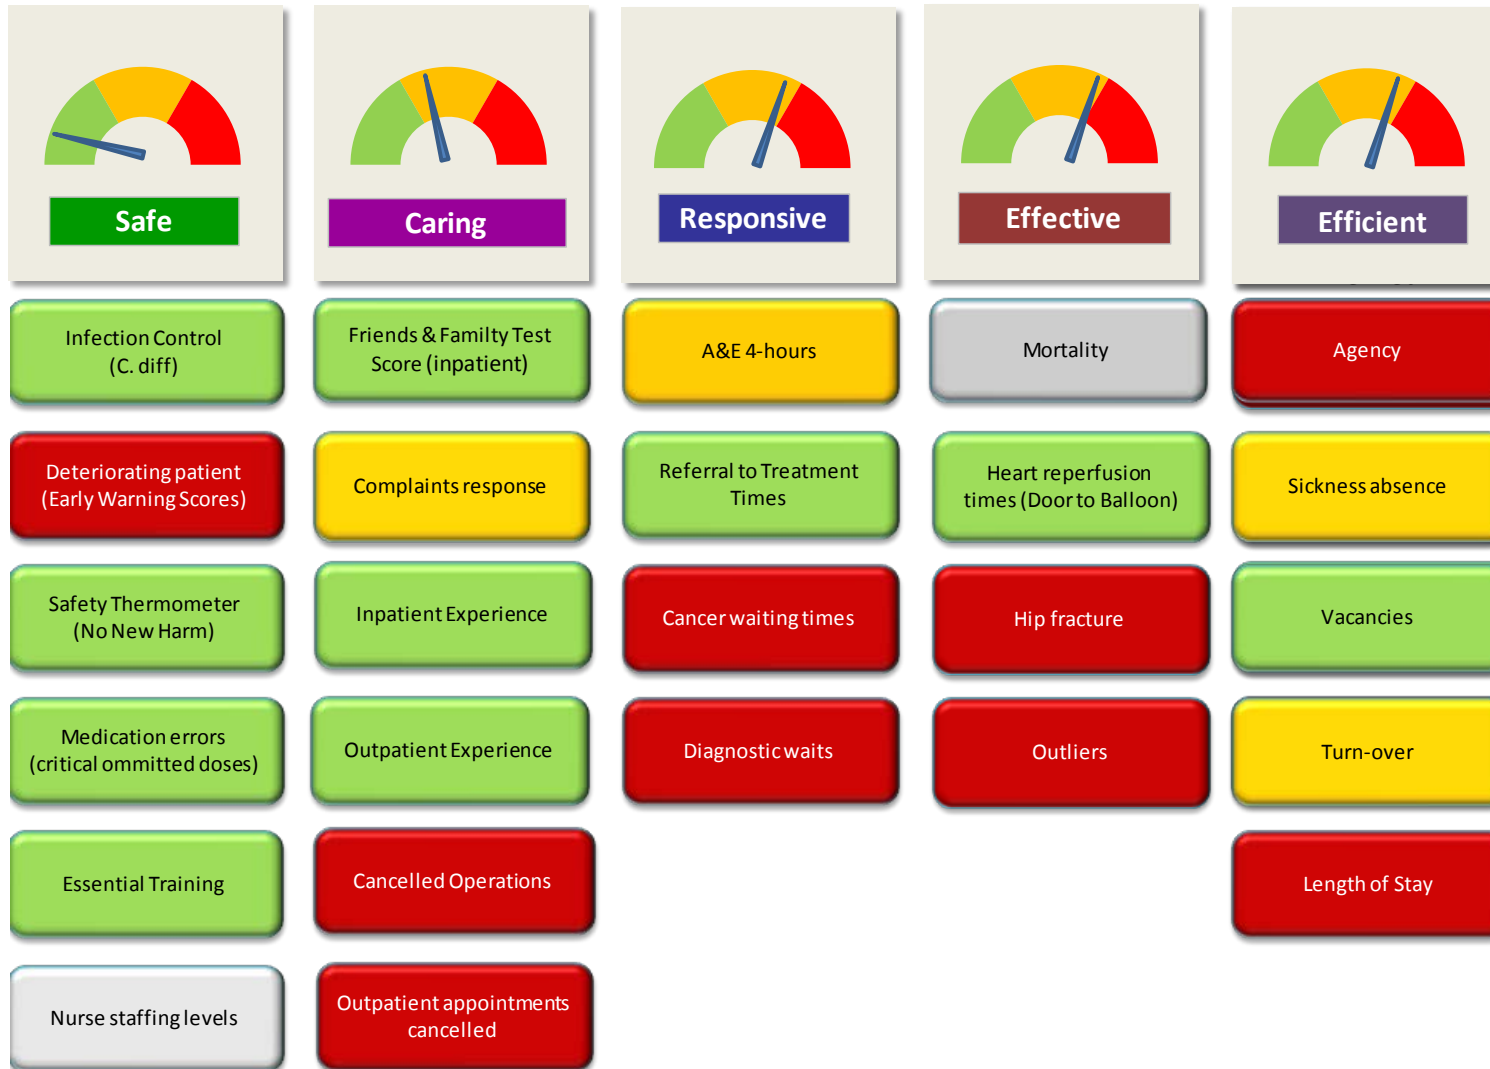 Safe
Caring
Responsive
Effective
Efficient
Infection Control
(C. diff)
Friends & Familty Test
Score (inpatient)
A&E 4-hours
Mortality
Agency
Deteriorating patient
(Early Warning Scores)
Complaints response
Referral to Treatment
Times
Heart reperfusion
times (Door to Balloon)
Sickness absence
Safety Thermometer
(No New Harm)
Inpatient Experience
Cancer waiting times
Hip fracture
Vacancies
Medication errors
(critical ommitted doses)
Outpatient Experience
Diagnostic waits
Outliers
Turn-over
Essential Training
Cancelled Operations
Length of Stay
Nurse staffing levels
Outpatient appointments
cancelled